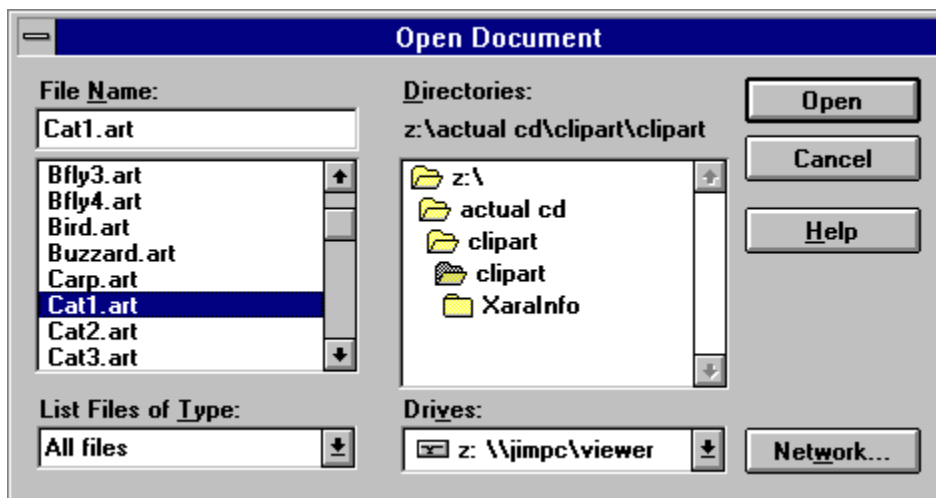 Open Document
File Name:
Cat1.art
Bfly3.art
Bfly4.art
Bird.art
Buzzard.art
Carp.art
Cat1.art
Cat2.art
Cat3.art
List Files of Type:
All files
Directories:
z:\actual cd\clipart\clipart
z:\
actual cd
clipart
clipart
XaraInfo
Drives:
z: \\jimpc\viewer
Open
Cancel
Help
Network...